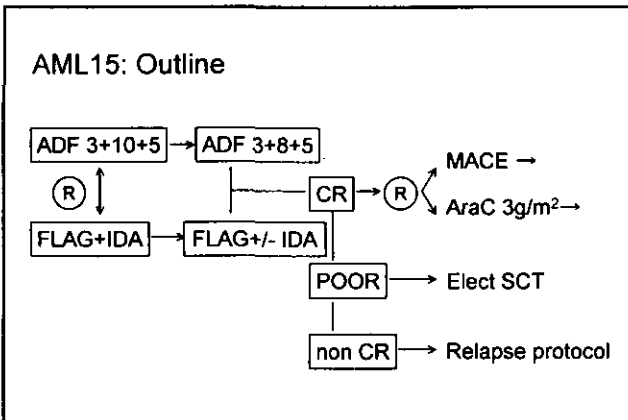 AML15: Outline
ADF 3+10+5 → ADF 3+8+5
MACE →
R
CR → R
AraC 3g/m²→
FLAG+IDA → FLAG+/- IDA
POOR → Elect SCT
non CR → Relapse protocol